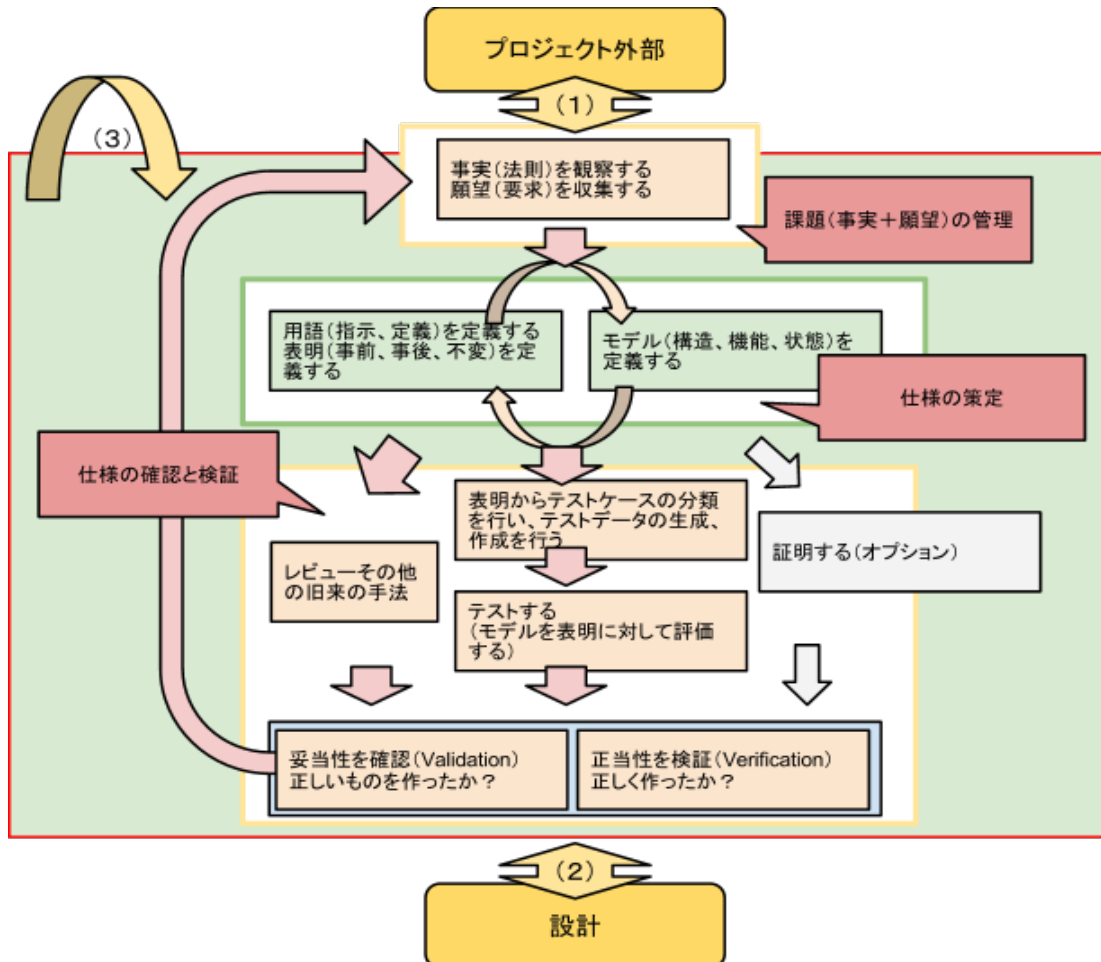 プロジェクト外部
(1)
(3)
事実(法則)を観察する
願望(要求)を収集する
課題(事実+願望)の管理
用語(指示、定義)を定義する
表明(事前、事後、不変)を定
義する
モデル(構造、機能、状態)を
定義する
仕様の策定
仕様の確認と検証
表明からテストケースの分類
を行い、テストデータの生成、
作成を行う
証明する(オプション)
レビューその他
の旧来の手法
テストする
(モデルを表明に対して評価
する)
妥当性を確認(Validation)
正しいものを作ったか?
正当性を検証(Verification)
正しく作ったか?
(2)
設計